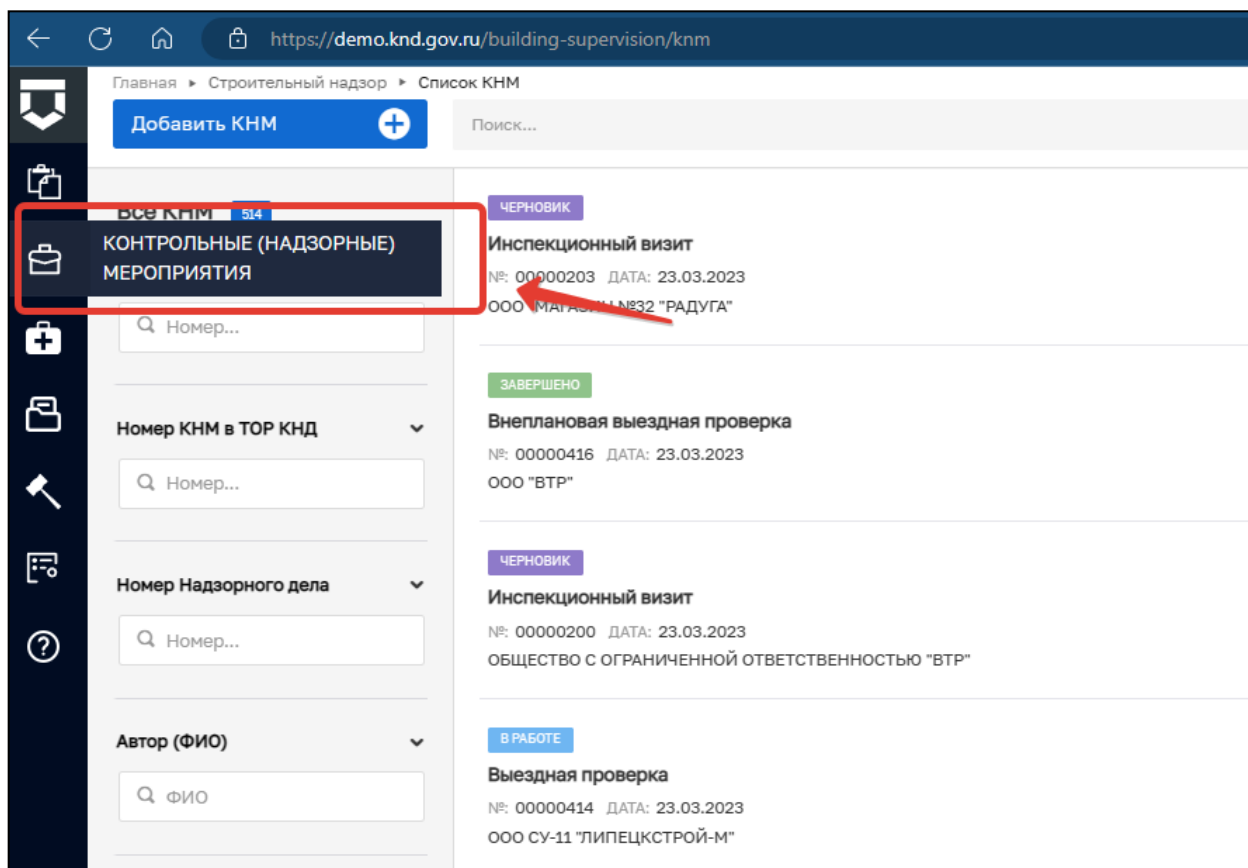 https://demo.knd.gov.ru/building-supervision/knm
Главная ▸ Строительный надзор ▸ Список КНМ
Добавить КНМ
Поиск...
Все КНМ 514
КОНТРОЛЬНЫЕ (НАДЗОРНЫЕ)
МЕРОПРИЯТИЯ
Номер...
Номер КНМ в ТОР КНД
Номер...
Номер Надзорного дела
Номер...
Автор (ФИО)
ФИО
ЧЕРНОВИК
Инспекционный визит
№: 00000203 ДАТА: 23.03.2023
ООО "МАГАЗИН №32 "РАДУГА"
ЗАВЕРШЕНО
Внеплановая выездная проверка
№: 00000416 ДАТА: 23.03.2023
ООО "ВТР"
ЧЕРНОВИК
Инспекционный визит
№: 00000200 ДАТА: 23.03.2023
ОБЩЕСТВО С ОГРАНИЧЕННОЙ ОТВЕТСТВЕННОСТЬЮ "ВТР"
В РАБОТЕ
Выездная проверка
№: 00000414 ДАТА: 23.03.2023
ООО СУ-11 "ЛИПЕЦКСТРОЙ-М"